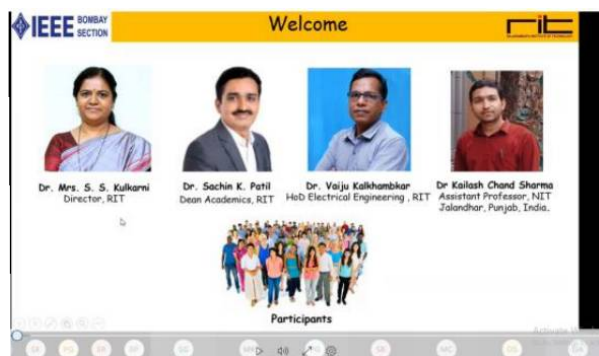 IEEE BOMBAY
SECTION
Welcome
rit
Dr. Mrs. S. S. Kulkarni
Director, RIT
Dr. Sachin K. Patil
Dean Academics, RIT
Dr. Vaiju Kalkhambkar
HoD Electrical Engineering , RIT
Dr Kailash Chand Sharma
Assistant Professor, NIT
Jalandhar, Punjab, India.
Participants